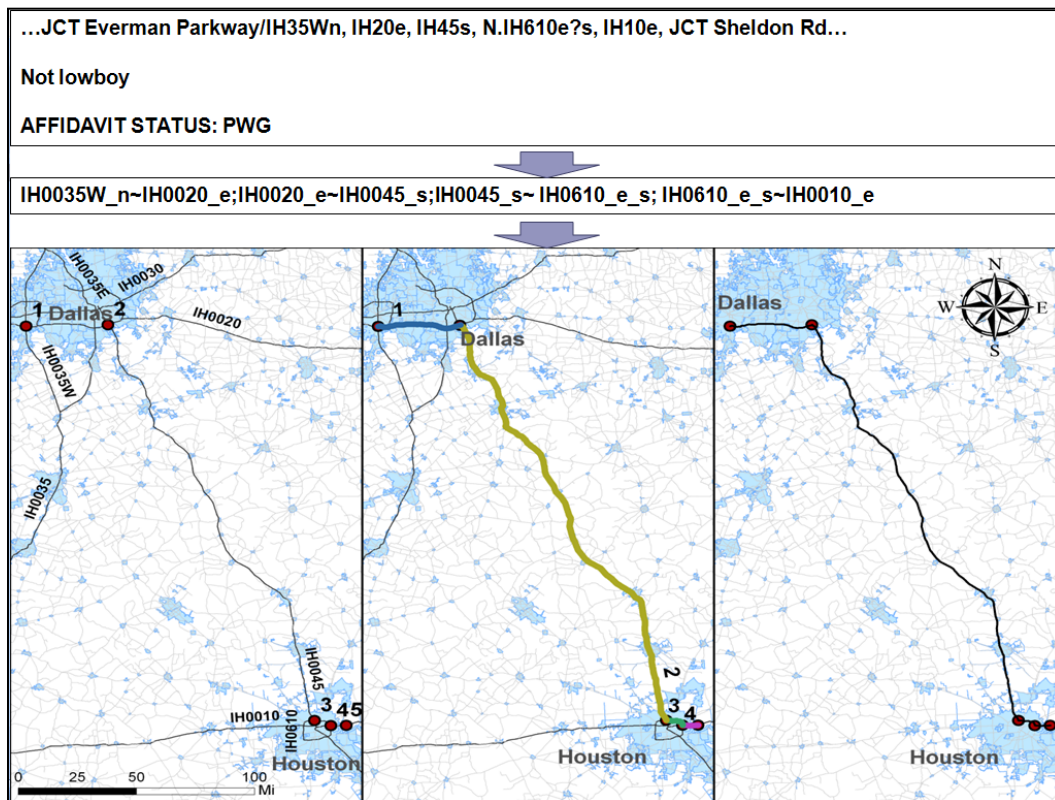 …JCT Everman Parkway/IH35Wn, IH20e, IH45s, N.IH610e?s, IH10e, JCT Sheldon Rd…
Not lowboy
AFFIDAVIT STATUS: PWG
IH0035W_n~IH0020_e;IH0020_e~IH0045_s;IH0045_s~ IH0610_e_s; IH0610_e_s~IH0010_e
IH0035E
IH0030
1
Dallas
2
IH0020
IH0035W
IH0035
IH0045
3
4
5
IH0010
IH0610
Houston
0 25 50 100
Mi
1
Dallas
2
3
4
Houston
Dallas
N
W E
S
Houston